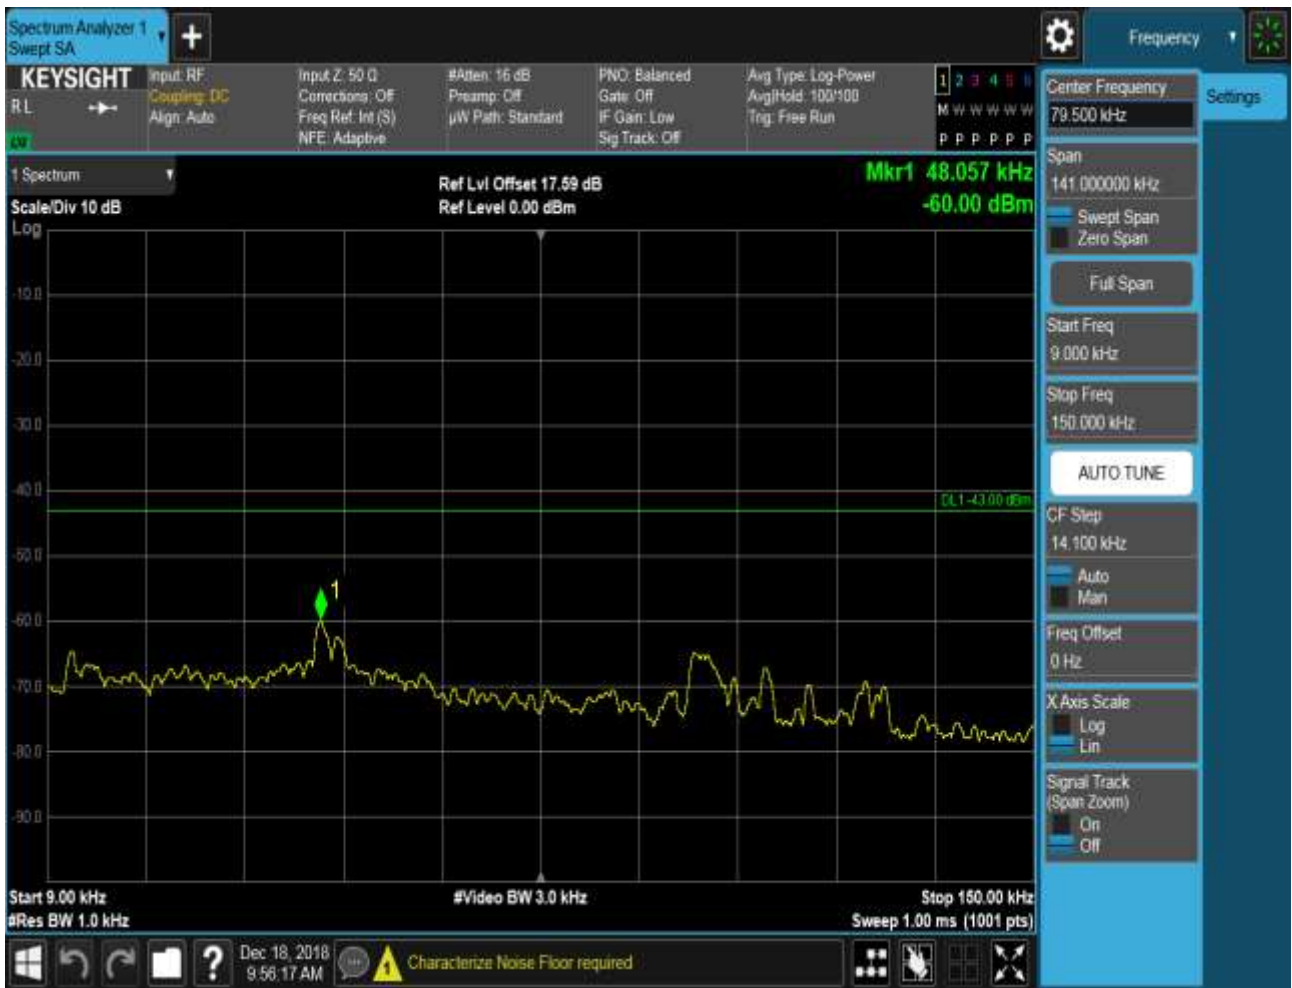 Spectrum Analyzer 1
Swept SA
Frequency
KEYSIGHT
R L
Input: RF
Coupling: DC
Align: Auto
Input Z: 50 Ω
Corrections: Off
Freq Ref: Int (S)
NFE: Adaptive
#Atten: 16 dB
Preamp: Off
µW Path: Standard
PNO: Balanced
Gate: Off
IF Gain: Low
Sig Track: Off
Avg Type: Log-Power
Avg|Hold: 100/100
Trig: Free Run
1 2 3 4 5 6
M W W W W W
P P P P P P
1 Spectrum
Scale/Div 10 dB
Log
Ref Lvl Offset 17.59 dB
Ref Level 0.00 dBm
Mkr1 48.057 kHz
-60.00 dBm
-10.0
-20.0
-30.0
-40.0
DL1 -43.00 dBm
-50.0
1
-60.0
-70.0
-80.0
-90.0
Start 9.00 kHz
#Res BW 1.0 kHz
#Video BW 3.0 kHz
Stop 150.00 kHz
Sweep 1.00 ms (1001 pts)
Center Frequency
79.500 kHz
Settings
Span
141.000000 kHz
Swept Span
Zero Span
Full Span
Start Freq
9.000 kHz
Stop Freq
150.000 kHz
AUTO TUNE
CF Step
14.100 kHz
Auto
Man
Freq Offset
0 Hz
X Axis Scale
Log
Lin
Signal Track
(Span Zoom)
On
Off
?
Dec 18, 2018
9:56:17 AM
1
Characterize Noise Floor required